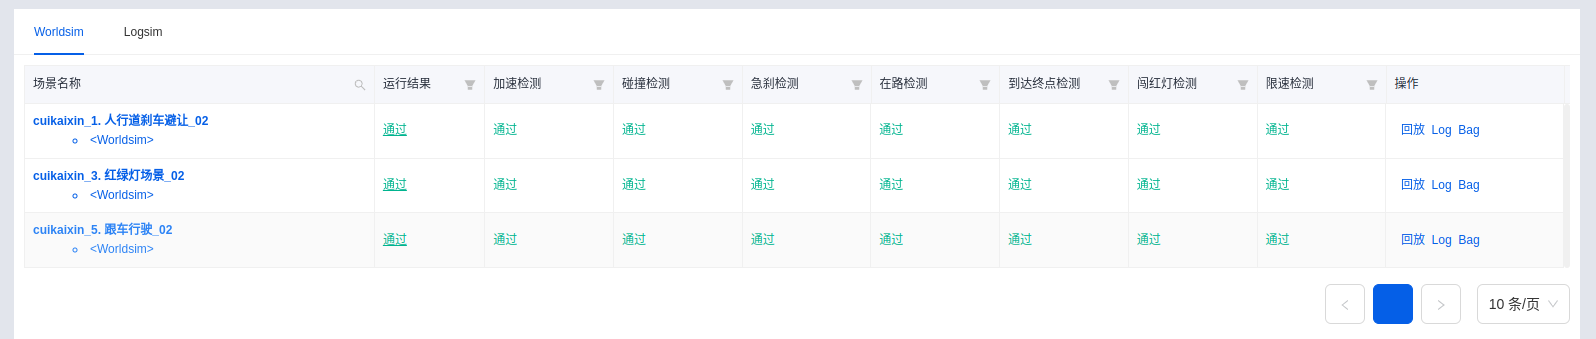 Worldsim Logsim
场景名称 运行结果 加速检测 碰撞检测 急刹检测 在路检测 到达终点检测 闯红灯检测 限速检测 操作
cuikaixin_1. 人行道刹车避让_02
<Worldsim>
通过 通过 通过 通过 通过 通过 通过 通过 回放 Log Bag
cuikaixin_3. 红绿灯场景_02
<Worldsim>
通过 通过 通过 通过 通过 通过 通过 通过 回放 Log Bag
cuikaixin_5. 跟车行驶_02
<Worldsim>
通过 通过 通过 通过 通过 通过 通过 通过 回放 Log Bag
10 条/页